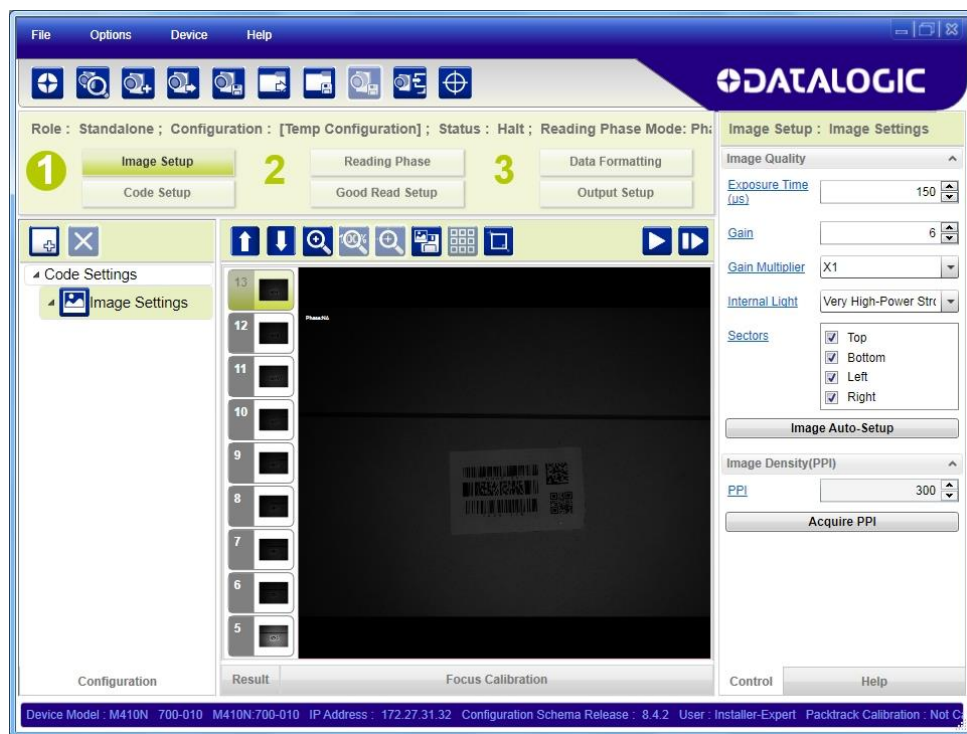 File Options Device Help
DATALOGIC
Role : Standalone ; Configuration : [Temp Configuration] ; Status : Halt ; Reading Phase Mode: Pha
Image Setup : Image Settings
1 Image Setup 2 Reading Phase 3 Data Formatting
Code Setup Good Read Setup Output Setup
Image Quality
Exposure Time (us) 150
Gain 6
Gain Multiplier X1
Internal Light Very High-Power Strc
Sectors Top
Bottom
Left
Right
Image Auto-Setup
Image Density(PPI)
PPI 300
Acquire PPI
Code Settings
Image Settings
100%
13
12
11
10
9
8
7
6
5
Phase:NA
Configuration
Result Focus Calibration
Control Help
Device Model : M410N 700-010 M410N:700-010 IP Address : 172.27.31.32 Configuration Schema Release : 8.4.2 User : Installer-Expert Packtrack Calibration : Not C